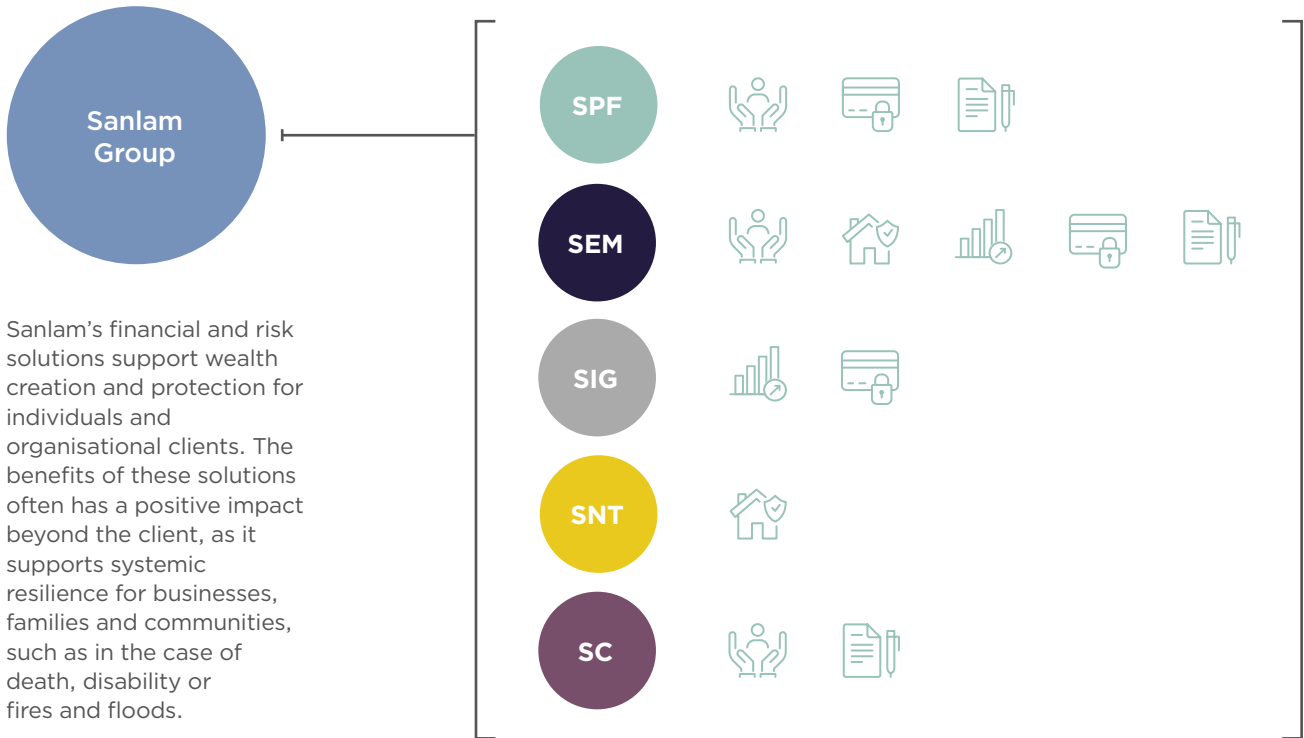 Sanlam
Group
Sanlam’s financial and risk
solutions support wealth
creation and protection for
individuals and
organisational clients. The
benefits of these solutions
often has a positive impact
beyond the client, as it
supports systemic
resilience for businesses,
families and communities,
such as in the case of
death, disability or
fires and floods.
SPF
SEM
SIG
SNT
SC